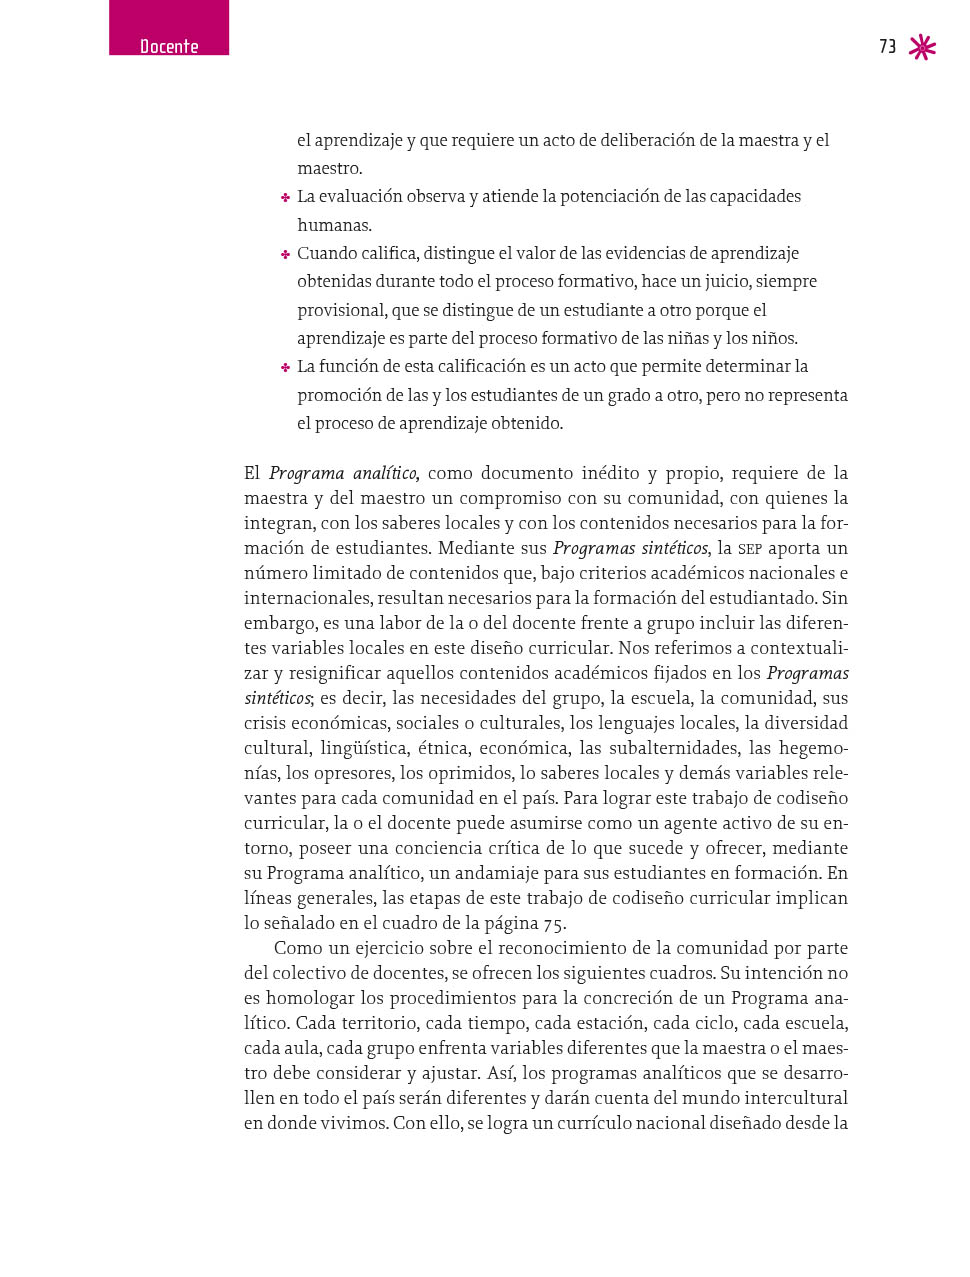 Docente
73
el aprendizaje y que requiere un acto de deliberación de la maestra y el
maestro.
✤ La evaluación observa y atiende la potenciación de las capacidades
humanas.
✤ Cuando califica, distingue el valor de las evidencias de aprendizaje
obtenidas durante todo el proceso formativo, hace un juicio, siempre
provisional, que se distingue de un estudiante a otro porque el
aprendizaje es parte del proceso formativo de las niñas y los niños.
✤ La función de esta calificación es un acto que permite determinar la
promoción de las y los estudiantes de un grado a otro, pero no representa
el proceso de aprendizaje obtenido.
El Programa analítico, como documento inédito y propio, requiere de la
maestra y del maestro un compromiso con su comunidad, con quienes la
integran, con los saberes locales y con los contenidos necesarios para la for-
mación de estudiantes. Mediante sus Programas sintéticos, la SEP aporta un
número limitado de contenidos que, bajo criterios académicos nacionales e
internacionales, resultan necesarios para la formación del estudiantado. Sin
embargo, es una labor de la o del docente frente a grupo incluir las diferen-
tes variables locales en este diseño curricular. Nos referimos a contextuali-
zar y resignificar aquellos contenidos académicos fijados en los Programas
sintéticos; es decir, las necesidades del grupo, la escuela, la comunidad, sus
crisis económicas, sociales o culturales, los lenguajes locales, la diversidad
cultural, lingüística, étnica, económica, las subalternidades, las hegemo-
nías, los opresores, los oprimidos, lo saberes locales y demás variables rele-
vantes para cada comunidad en el país. Para lograr este trabajo de codiseño
curricular, la o el docente puede asumirse como un agente activo de su en-
torno, poseer una conciencia crítica de lo que sucede y ofrecer, mediante
su Programa analítico, un andamiaje para sus estudiantes en formación. En
líneas generales, las etapas de este trabajo de codiseño curricular implican
lo señalado en el cuadro de la página 75.
Como un ejercicio sobre el reconocimiento de la comunidad por parte
del colectivo de docentes, se ofrecen los siguientes cuadros. Su intención no
es homologar los procedimientos para la concreción de un Programa ana-
lítico. Cada territorio, cada tiempo, cada estación, cada ciclo, cada escuela,
cada aula, cada grupo enfrenta variables diferentes que la maestra o el maes-
tro debe considerar y ajustar. Así, los programas analíticos que se desarro-
llen en todo el país serán diferentes y darán cuenta del mundo intercultural
en donde vivimos. Con ello, se logra un currículo nacional diseñado desde la